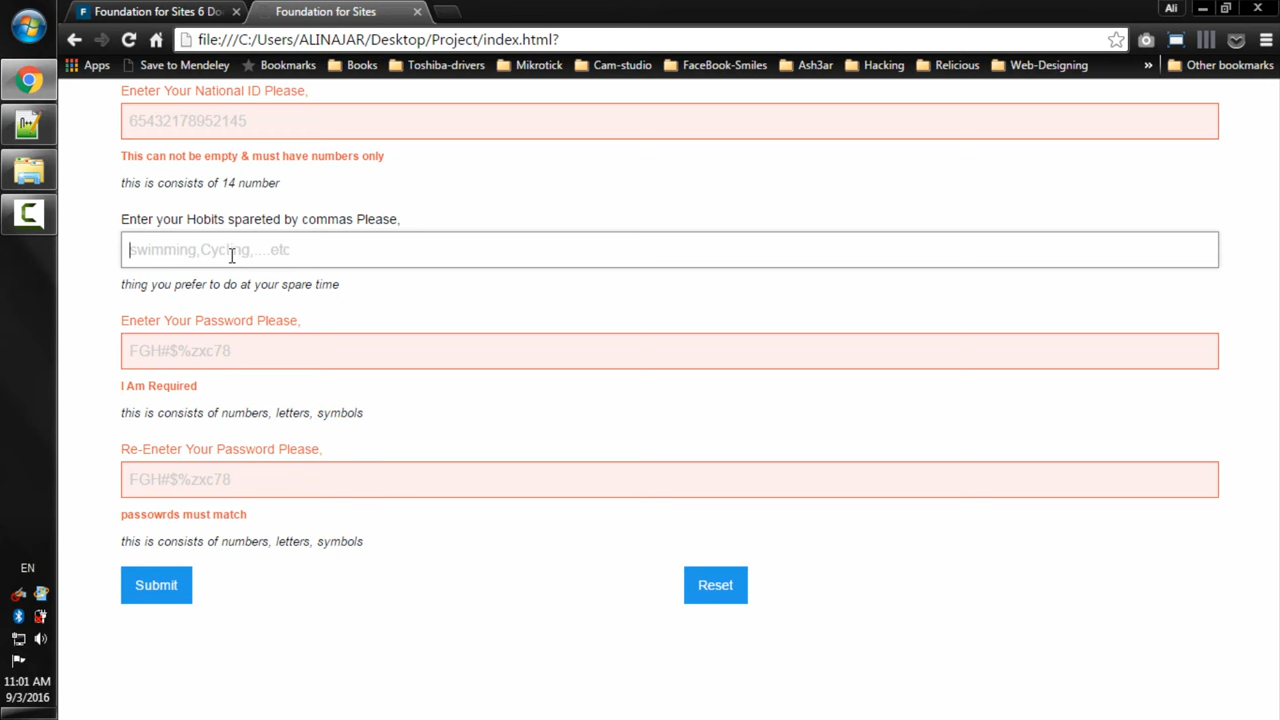 Foundation for Sites 6 Do
Foundation for Sites
Ali
file:///C:/Users/ALINAJAR/Desktop/Project/index.html?
Apps
Save to Mendeley
Bookmarks
Books
Toshiba-drivers
Mikrotick
Cam-studio
FaceBook-Smiles
Ash3ar
Hacking
Relicious
Web-Designing
»
Other bookmarks
Eneter Your National ID Please,
65432178952145
This can not be empty & must have numbers only
this is consists of 14 number
Enter your Hobits spareted by commas Please,
swimming,Cycling,....etc
thing you prefer to do at your spare time
Eneter Your Password Please,
FGH#$%zxc78
I Am Required
this is consists of numbers, letters, symbols
Re-Eneter Your Password Please,
FGH#$%zxc78
passowrds must match
this is consists of numbers, letters, symbols
Submit
Reset
EN
11:01 AM
9/3/2016